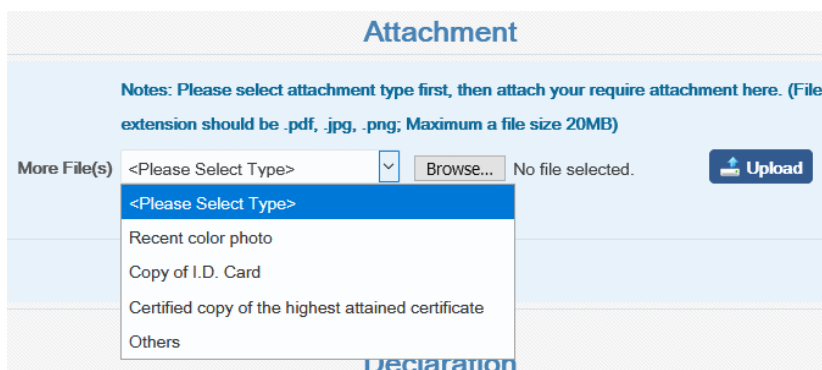 Attachment
Notes: Please select attachment type first, then attach your require attachment here. (File
extension should be .pdf, .jpg, .png; Maximum a file size 20MB)
More File(s) <Please Select Type> Browse... No file selected. Upload
<Please Select Type>
Recent color photo
Copy of I.D. Card
Certified copy of the highest attained certificate
Others
Declaration